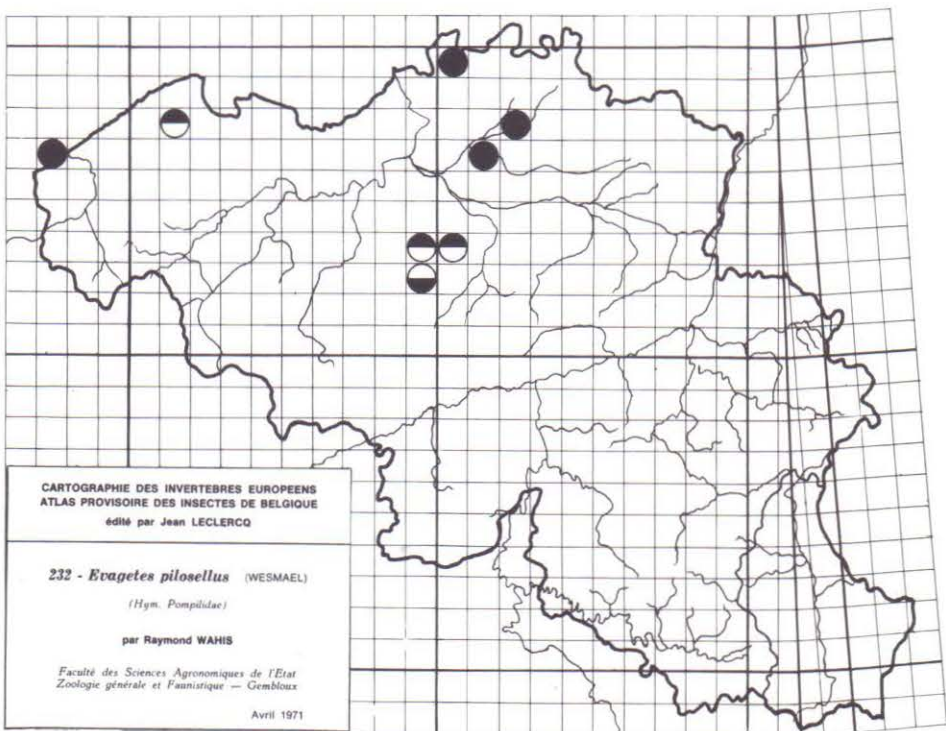 CARTOGRAPHIE DES INVERTEBRES EUROPEENS
ATLAS PROVISOIRE DES INSECTES DE BELGIQUE
édité par Jean LECLERCQ
232 - Evagetes pilosellus (WESMAEL)
(Hym. Pompilidae)
par Raymond WAHIS
Faculté des Sciences Agronomiques de l'Etat
Zoologie générale et Faunistique — Gembloux
Avril 1971